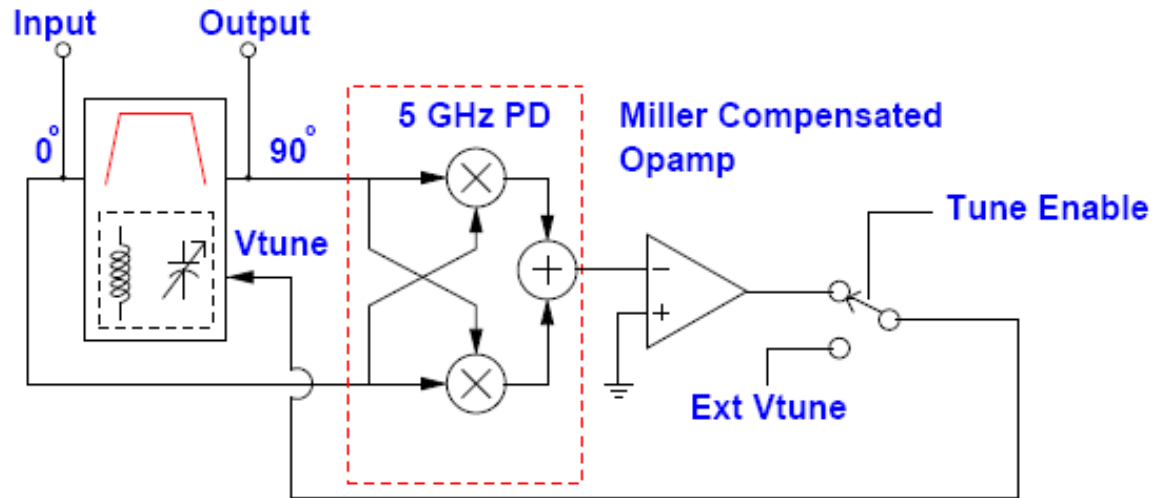 Input
Output
0°
90°
5 GHz PD
Miller Compensated
Opamp
Vtune
Tune Enable
Ext Vtune